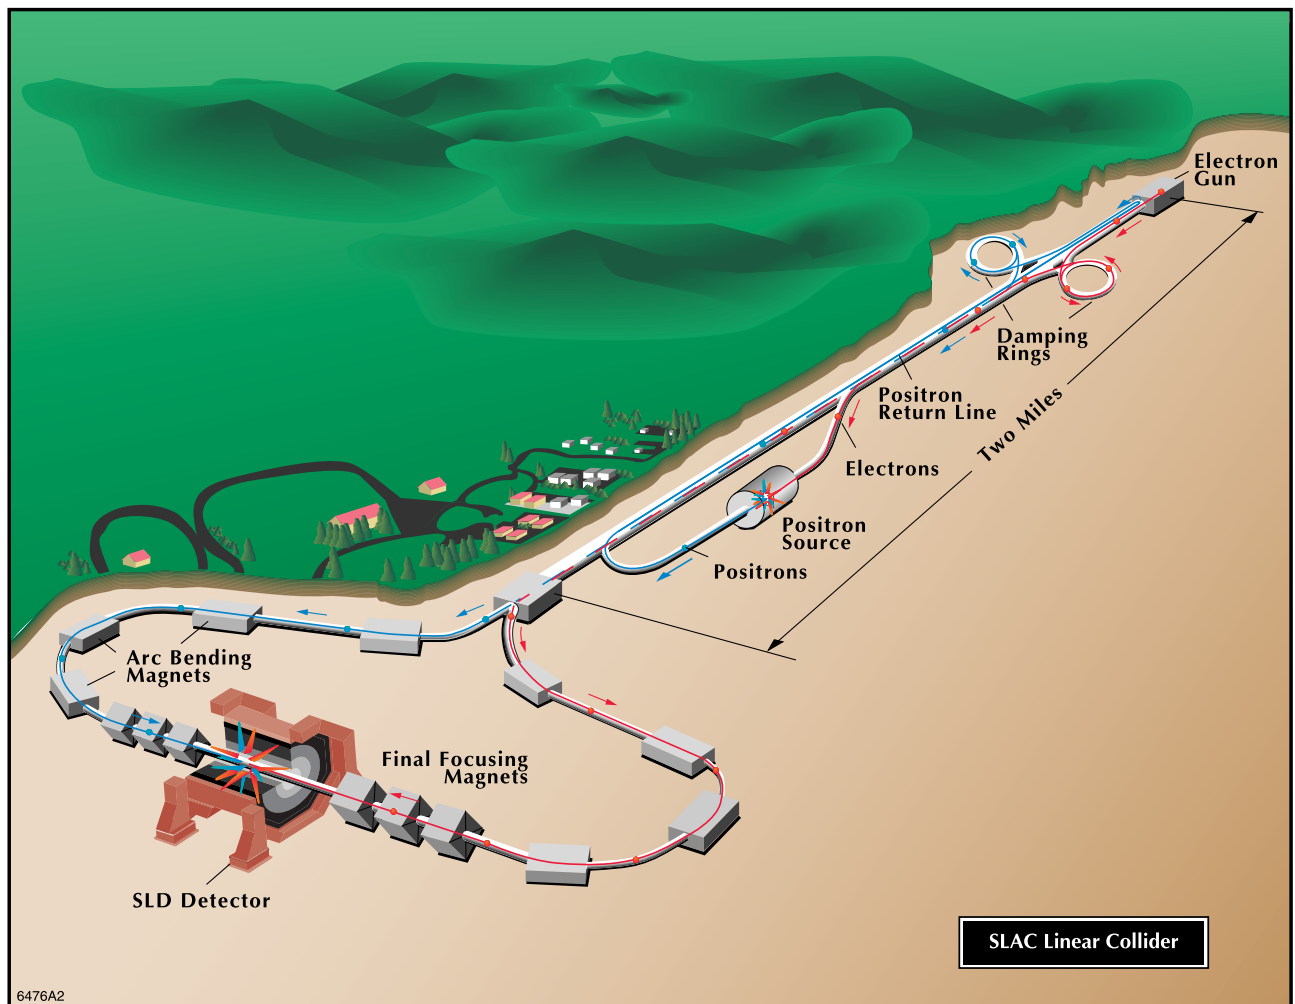 Electron
Gun
Damping
Rings
Positron
Return Line
Two Miles
Electrons
Positron
Source
Positrons
Arc Bending
Magnets
Final Focusing
Magnets
SLD Detector
SLAC Linear Collider
6476A2